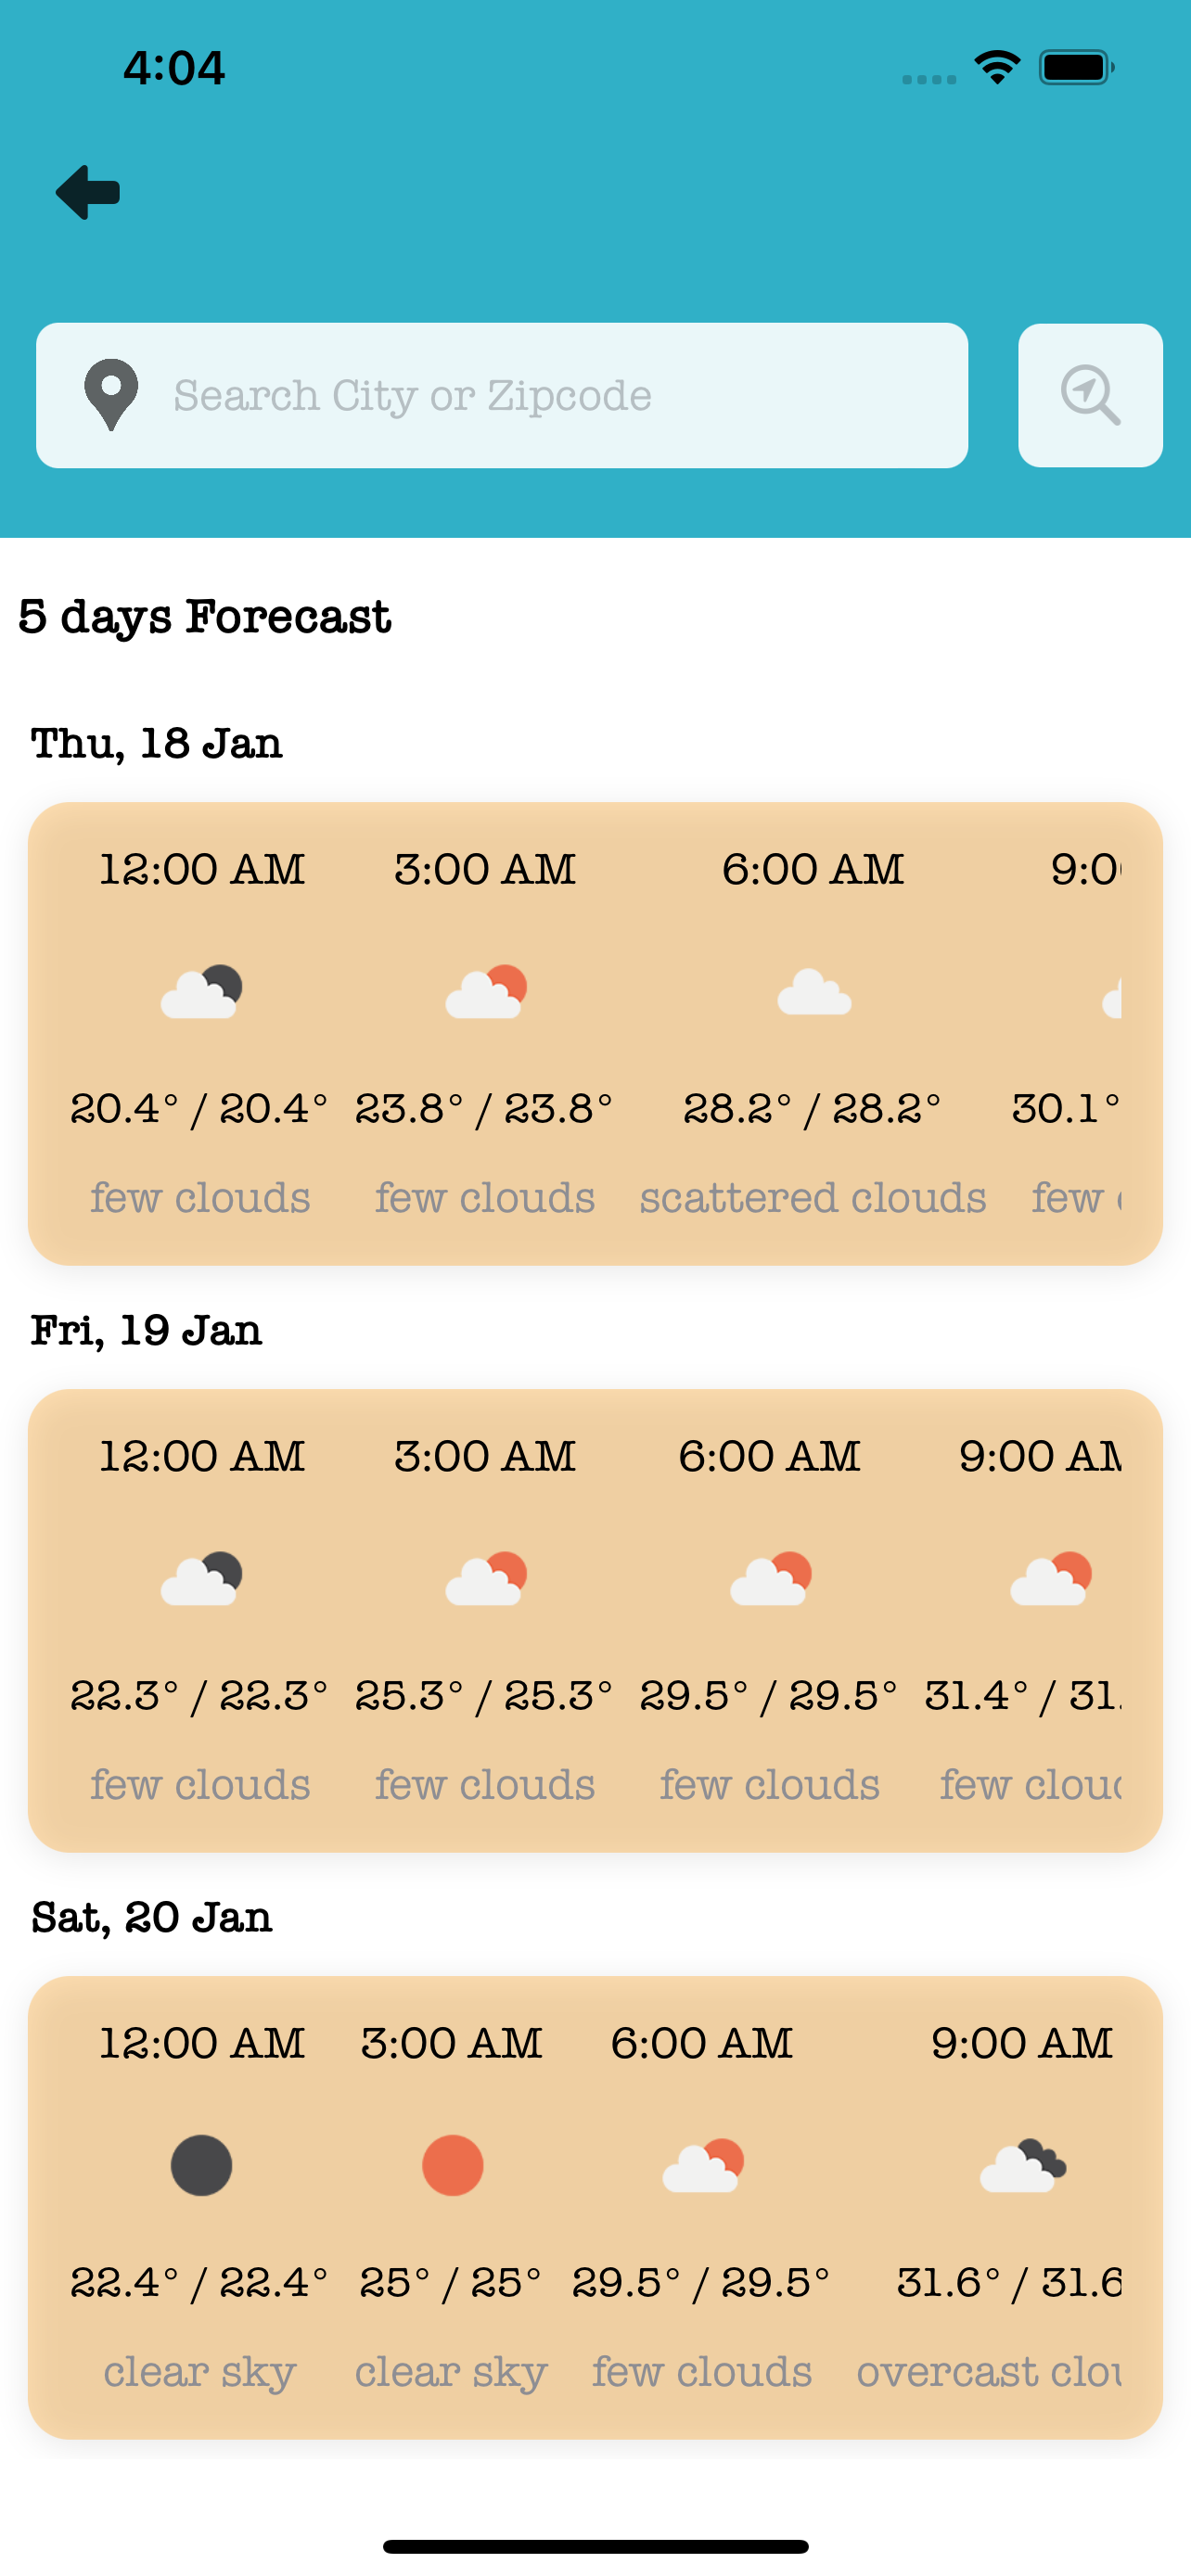 4:04
Search City or Zipcode
5 days Forecast
Thu, 18 Jan
12:00 AM 3:00 AM 6:00 AM
20.4° / 20.4° 23.8° / 23.8° 28.2° / 28.2° 30.1°
few clouds few clouds scattered clouds few
Fri, 19 Jan
12:00 AM 3:00 AM 6:00 AM 9:00 AM
22.3° / 22.3° 25.3° / 25.3° 29.5° / 29.5° 31.4° / 31.
few clouds few clouds few clouds few
Sat, 20 Jan
12:00 AM 3:00 AM 6:00 AM 9:00 AM
22.4° / 22.4° 25° / 25° 29.5° / 29.5° 31.6° / 31.6
clear sky clear sky few clouds overcast